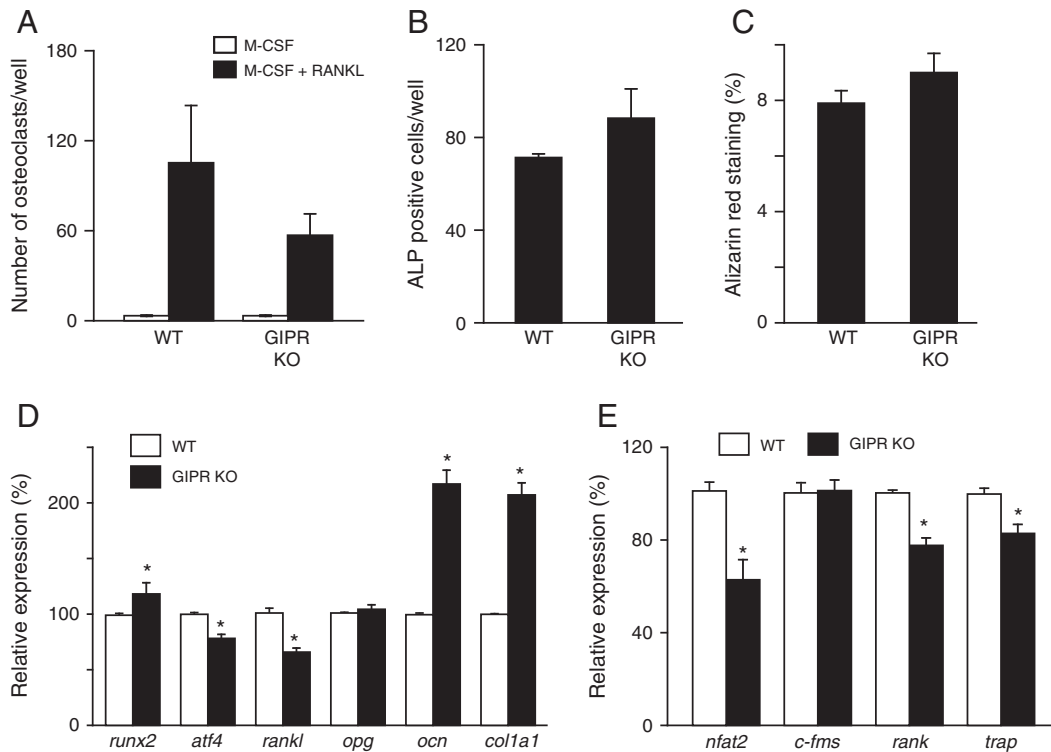 A
Number of osteoclasts/well
180
120
60
0
M-CSF
M-CSF + RANKL
WT
GIPR
KO
B
ALP positive cells/well
120
80
40
0
WT
GIPR
KO
C
Alizarin red staining (%)
8
4
0
WT
GIPR
KO
D
Relative expression (%)
200
100
0
WT
GIPR KO
*
*
*
*
*
runx2 atf4 rankl opg ocn col1a1
E
Relative expression (%)
120
80
40
0
WT
GIPR KO
*
*
*
nfat2 c-fms rank trap